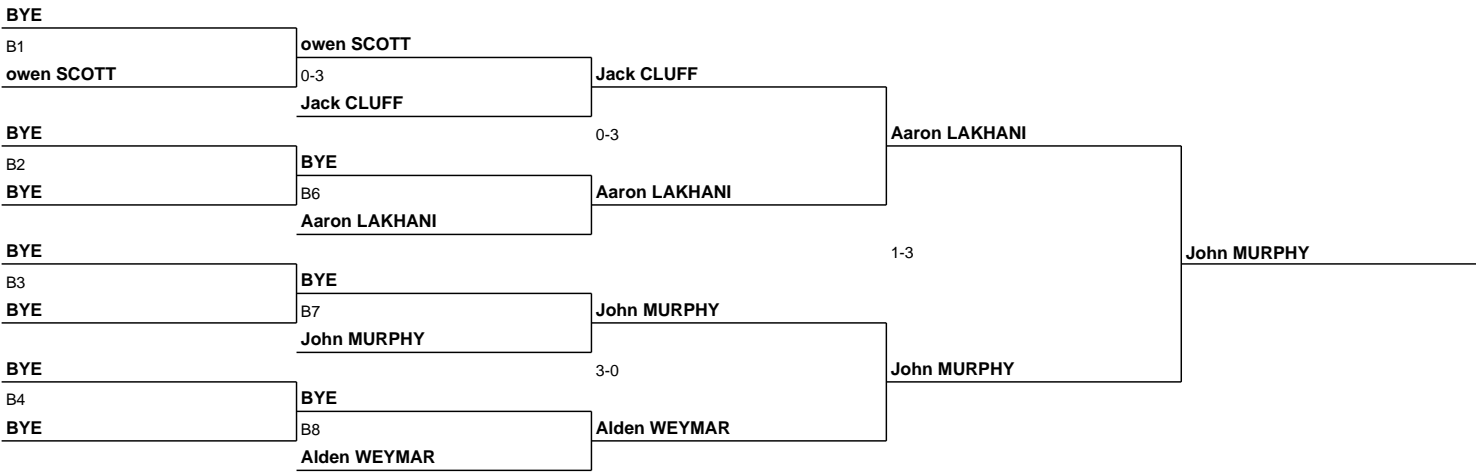 BYE
B1
owen SCOTT
owen SCOTT
0-3
Jack CLUFF
Jack CLUFF
BYE
B2
BYE
BYE
B6
Aaron LAKHANI
0-3
Aaron LAKHANI
Aaron LAKHANI
BYE
B3
BYE
BYE
B7
John MURPHY
John MURPHY
1-3
John MURPHY
BYE
B4
BYE
BYE
B8
Alden WEYMAR
3-0
Alden WEYMAR
John MURPHY